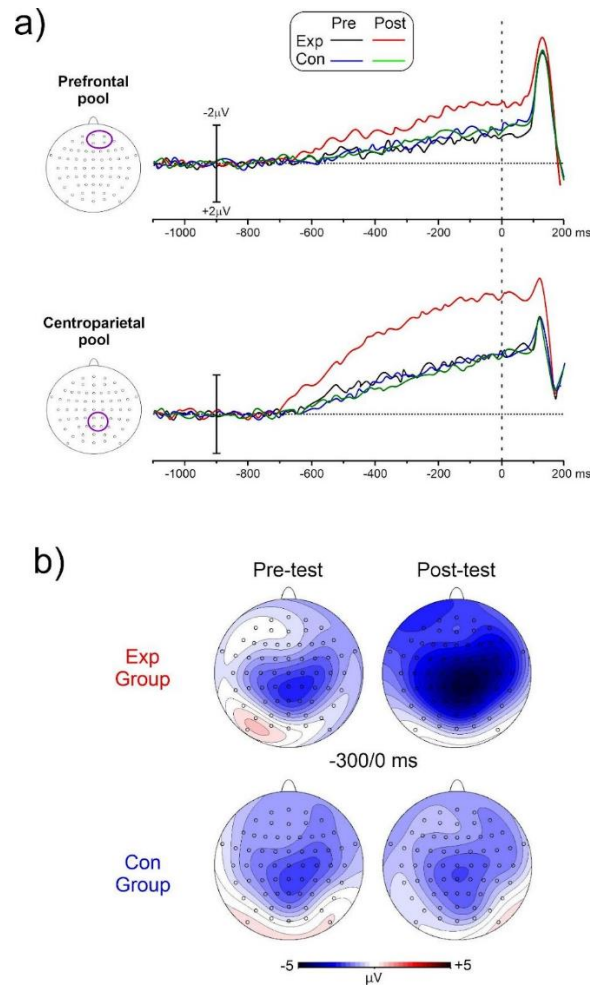 a)
Pre Post
Exp
Con
Prefrontal
pool
-2μV
+2μV
-1000 -800 -600 -400 -200 0 200 ms
Centroparietal
pool
-1000 -800 -600 -400 -200 0 200 ms
b)
Pre-test Post-test
Exp
Group
-300/0 ms
Con
Group
-5 +5
μV